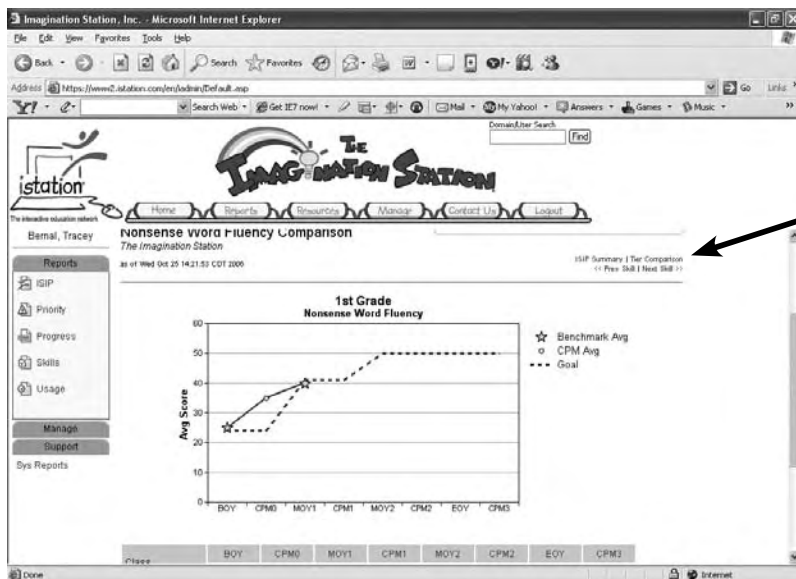 Imagination Station, Inc. - Microsoft Internet Explorer
File Edit View Favorites Tools Help
Back Search Favorites
Address https://www2.istation.com/en/iadmin/Default.asp Go Links
Y! Search Web Get IE7 now! Mail My Yahoo! Answers Games Music
Domain/User Search
Find
istation
The interactive education network
THE IMAGINATION STATION
Home Reports Resources Manage Contact Us Logout
Bernal, Tracey
Reports
ISIP
Priority
Progress
Skills
Usage
Manage
Support
Sys Reports
Nonsense Word Fluency Comparison
The Imagination Station
as of Wed Oct 25 14:21:53 CDT 2006
ISIP Summary | Tier Comparison
<< Prev Skill | Next Skill >>
1st Grade
Nonsense Word Fluency
Avg Score
60
50
40
30
20
10
0
BOY CPM0 MOY1 CPM1 MOY2 CPM2 EOY CPM3
Benchmark Avg
CPM Avg
Goal
Class BOY CPM0 MOY1 CPM1 MOY2 CPM2 EOY CPM3
Done Internet